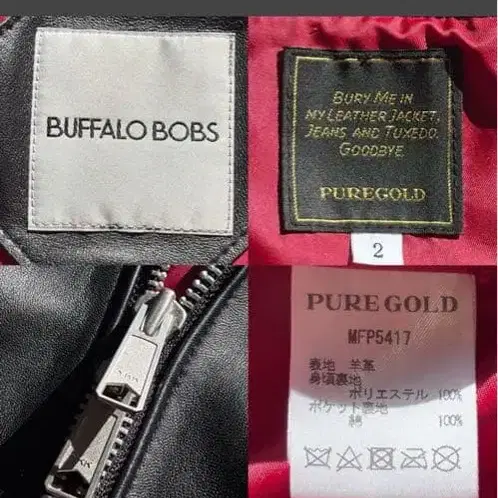 BUFFALO BOBS
BURY ME IN
MY LEATHER JACKET,
JEANS AND TUXEDO.
GOODBYE.
PUREGOLD
2
YKK
PURE GOLD
MFP5417
表地 羊革
身頃裏地
ポリエステル 100%
ポケット裏地
綿 100%